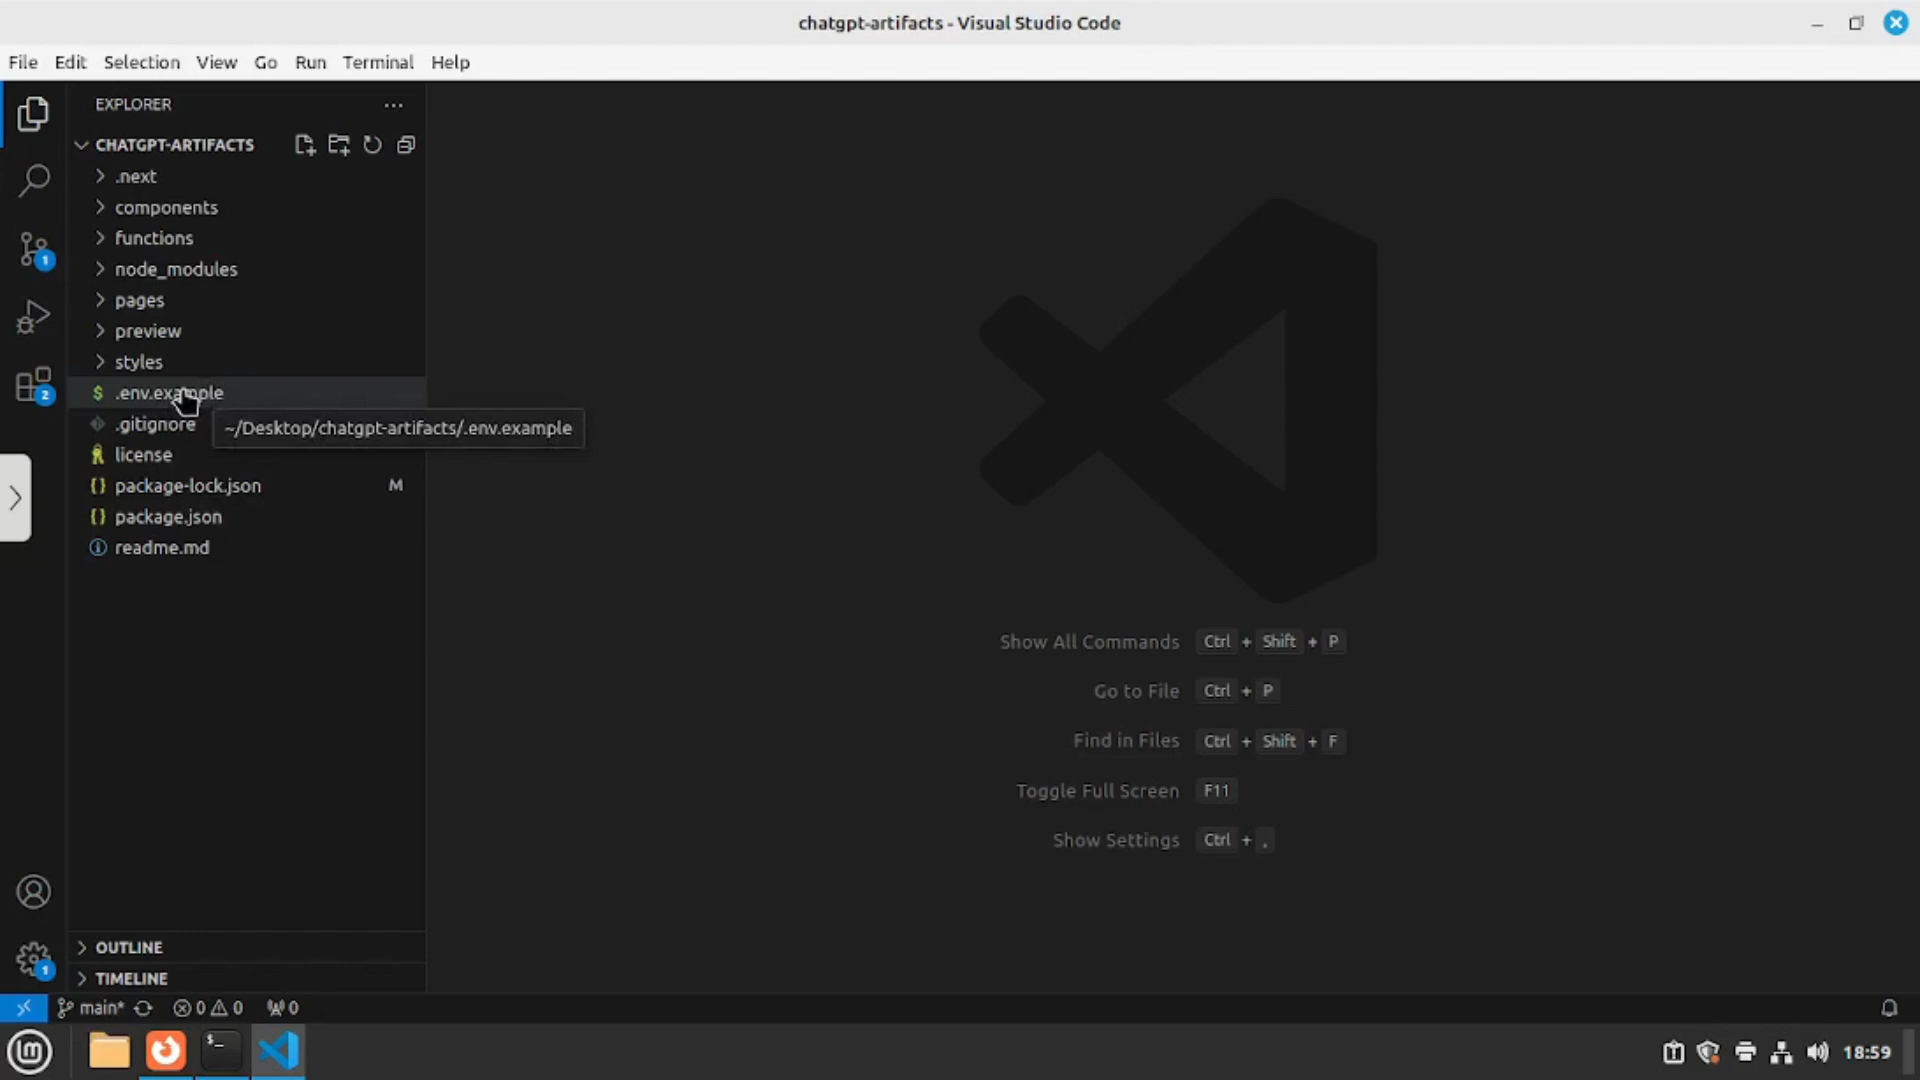 chatgpt-artifacts - Visual Studio Code
File Edit Selection View Go Run Terminal Help
EXPLORER
CHATGPT-ARTIFACTS
.next
components
functions
1
node_modules
pages
preview
styles
2
.env.example
.gitignore
~/Desktop/chatgpt-artifacts/.env.example
license
package-lock.json M
package.json
readme.md
Show All Commands Ctrl + Shift + P
Go to File Ctrl + P
Find in Files Ctrl + Shift + F
Toggle Full Screen F11
Show Settings Ctrl + ,
OUTLINE
1
TIMELINE
main* 0 0 0
18:59